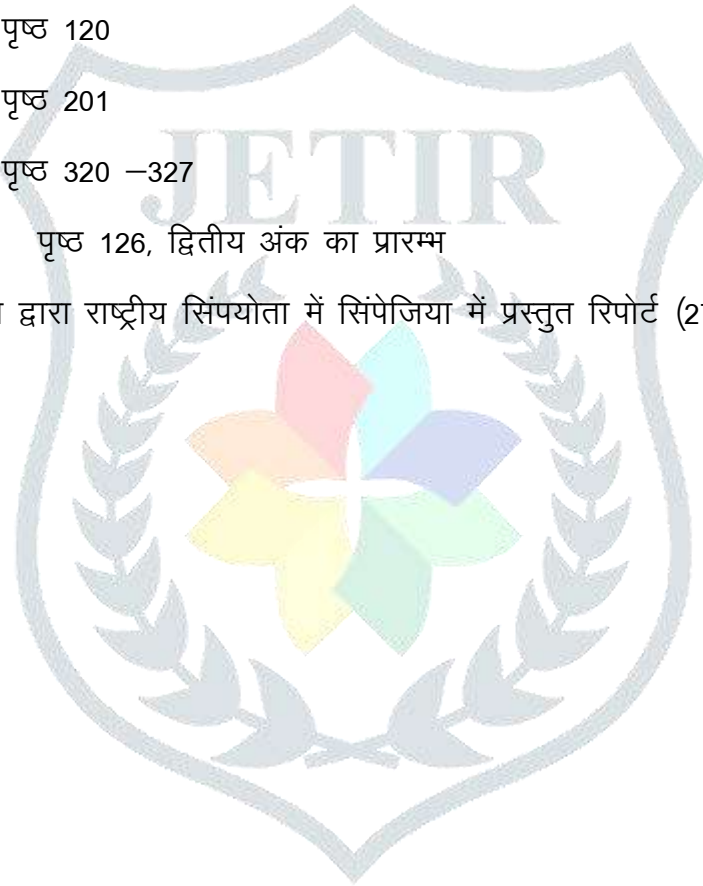 पृष्ठ 120
पृष्ठ 201
JETIR
पृष्ठ 320 –327
पृष्ठ 126, द्वितीय अंक का प्रारम्भ
द्वारा राष्ट्रीय सिंपयोता में सिंपेजिया में प्रस्तुत रिपोर्ट (2